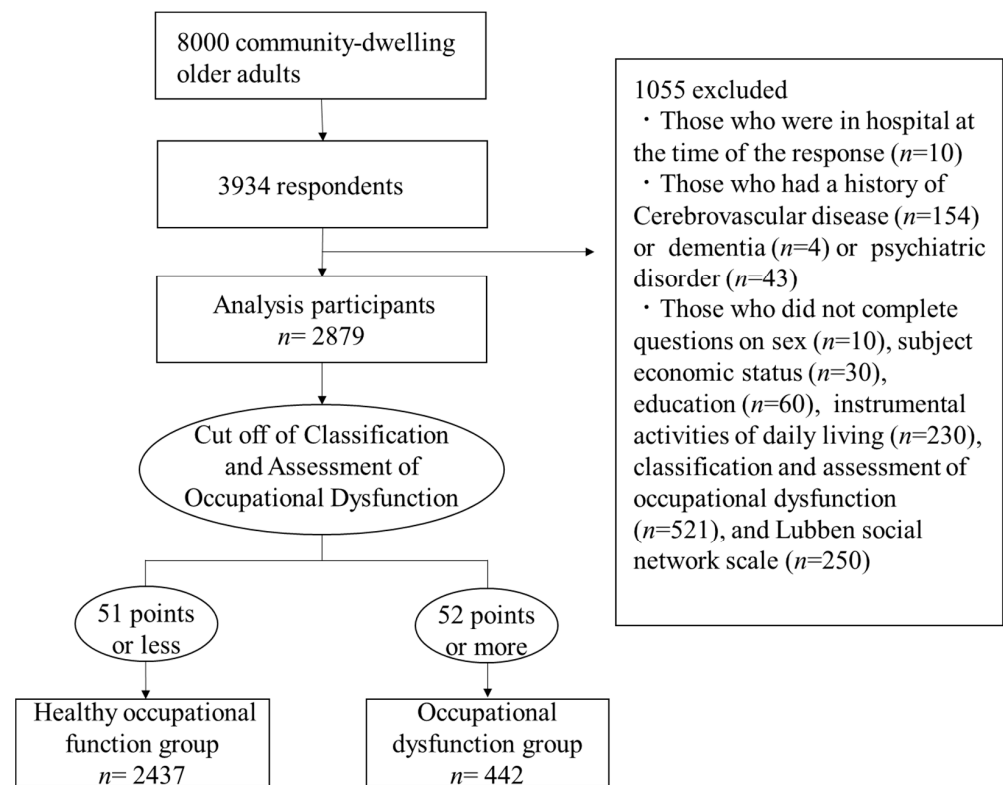 8000 community-dwelling
older adults
3934 respondents
1055 excluded
・Those who were in hospital at
the time of the response (n=10)
・Those who had a history of
Cerebrovascular disease (n=154)
or dementia (n=4) or psychiatric
disorder (n=43)
・Those who did not complete
questions on sex (n=10), subject
economic status (n=30),
education (n=60), instrumental
activities of daily living (n=230),
classification and assessment of
occupational dysfunction
(n=521), and Lubben social
network scale (n=250)
Analysis participants
n= 2879
Cut off of Classification
and Assessment of
Occupational Dysfunction
51 points
or less
52 points
or more
Healthy occupational
function group
n= 2437
Occupational
dysfunction group
n= 442